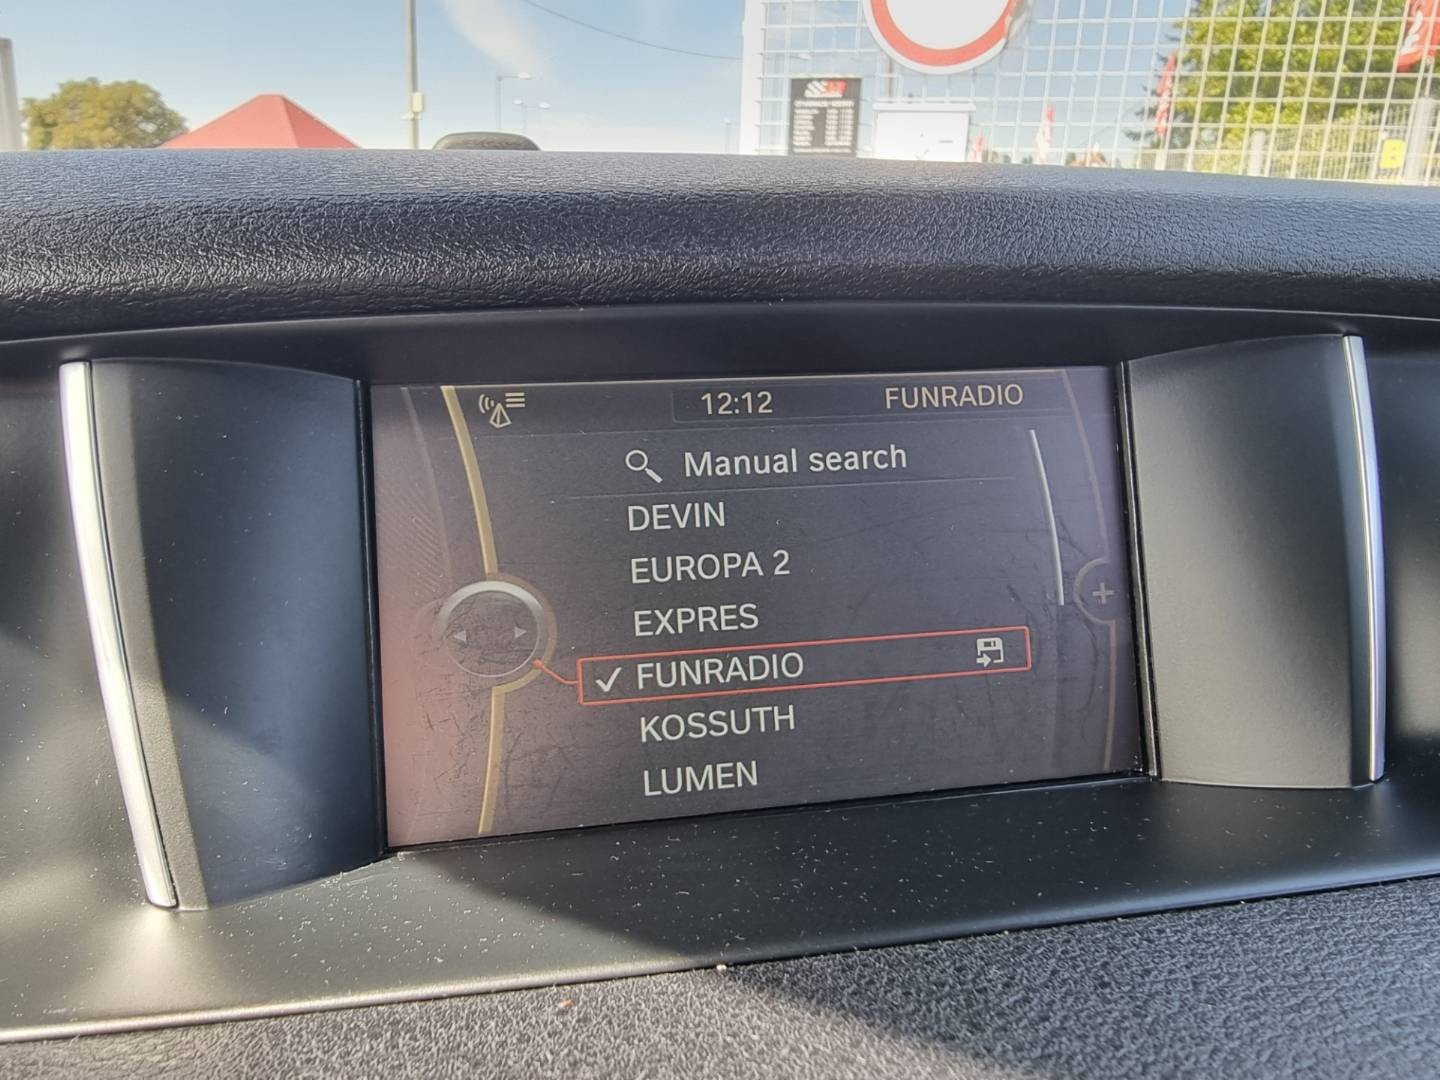 12:12 FUNRADIO
Manual search
DEVIN
EUROPA 2
EXPRES
✓ FUNRADIO
KOSSUTH
LUMEN